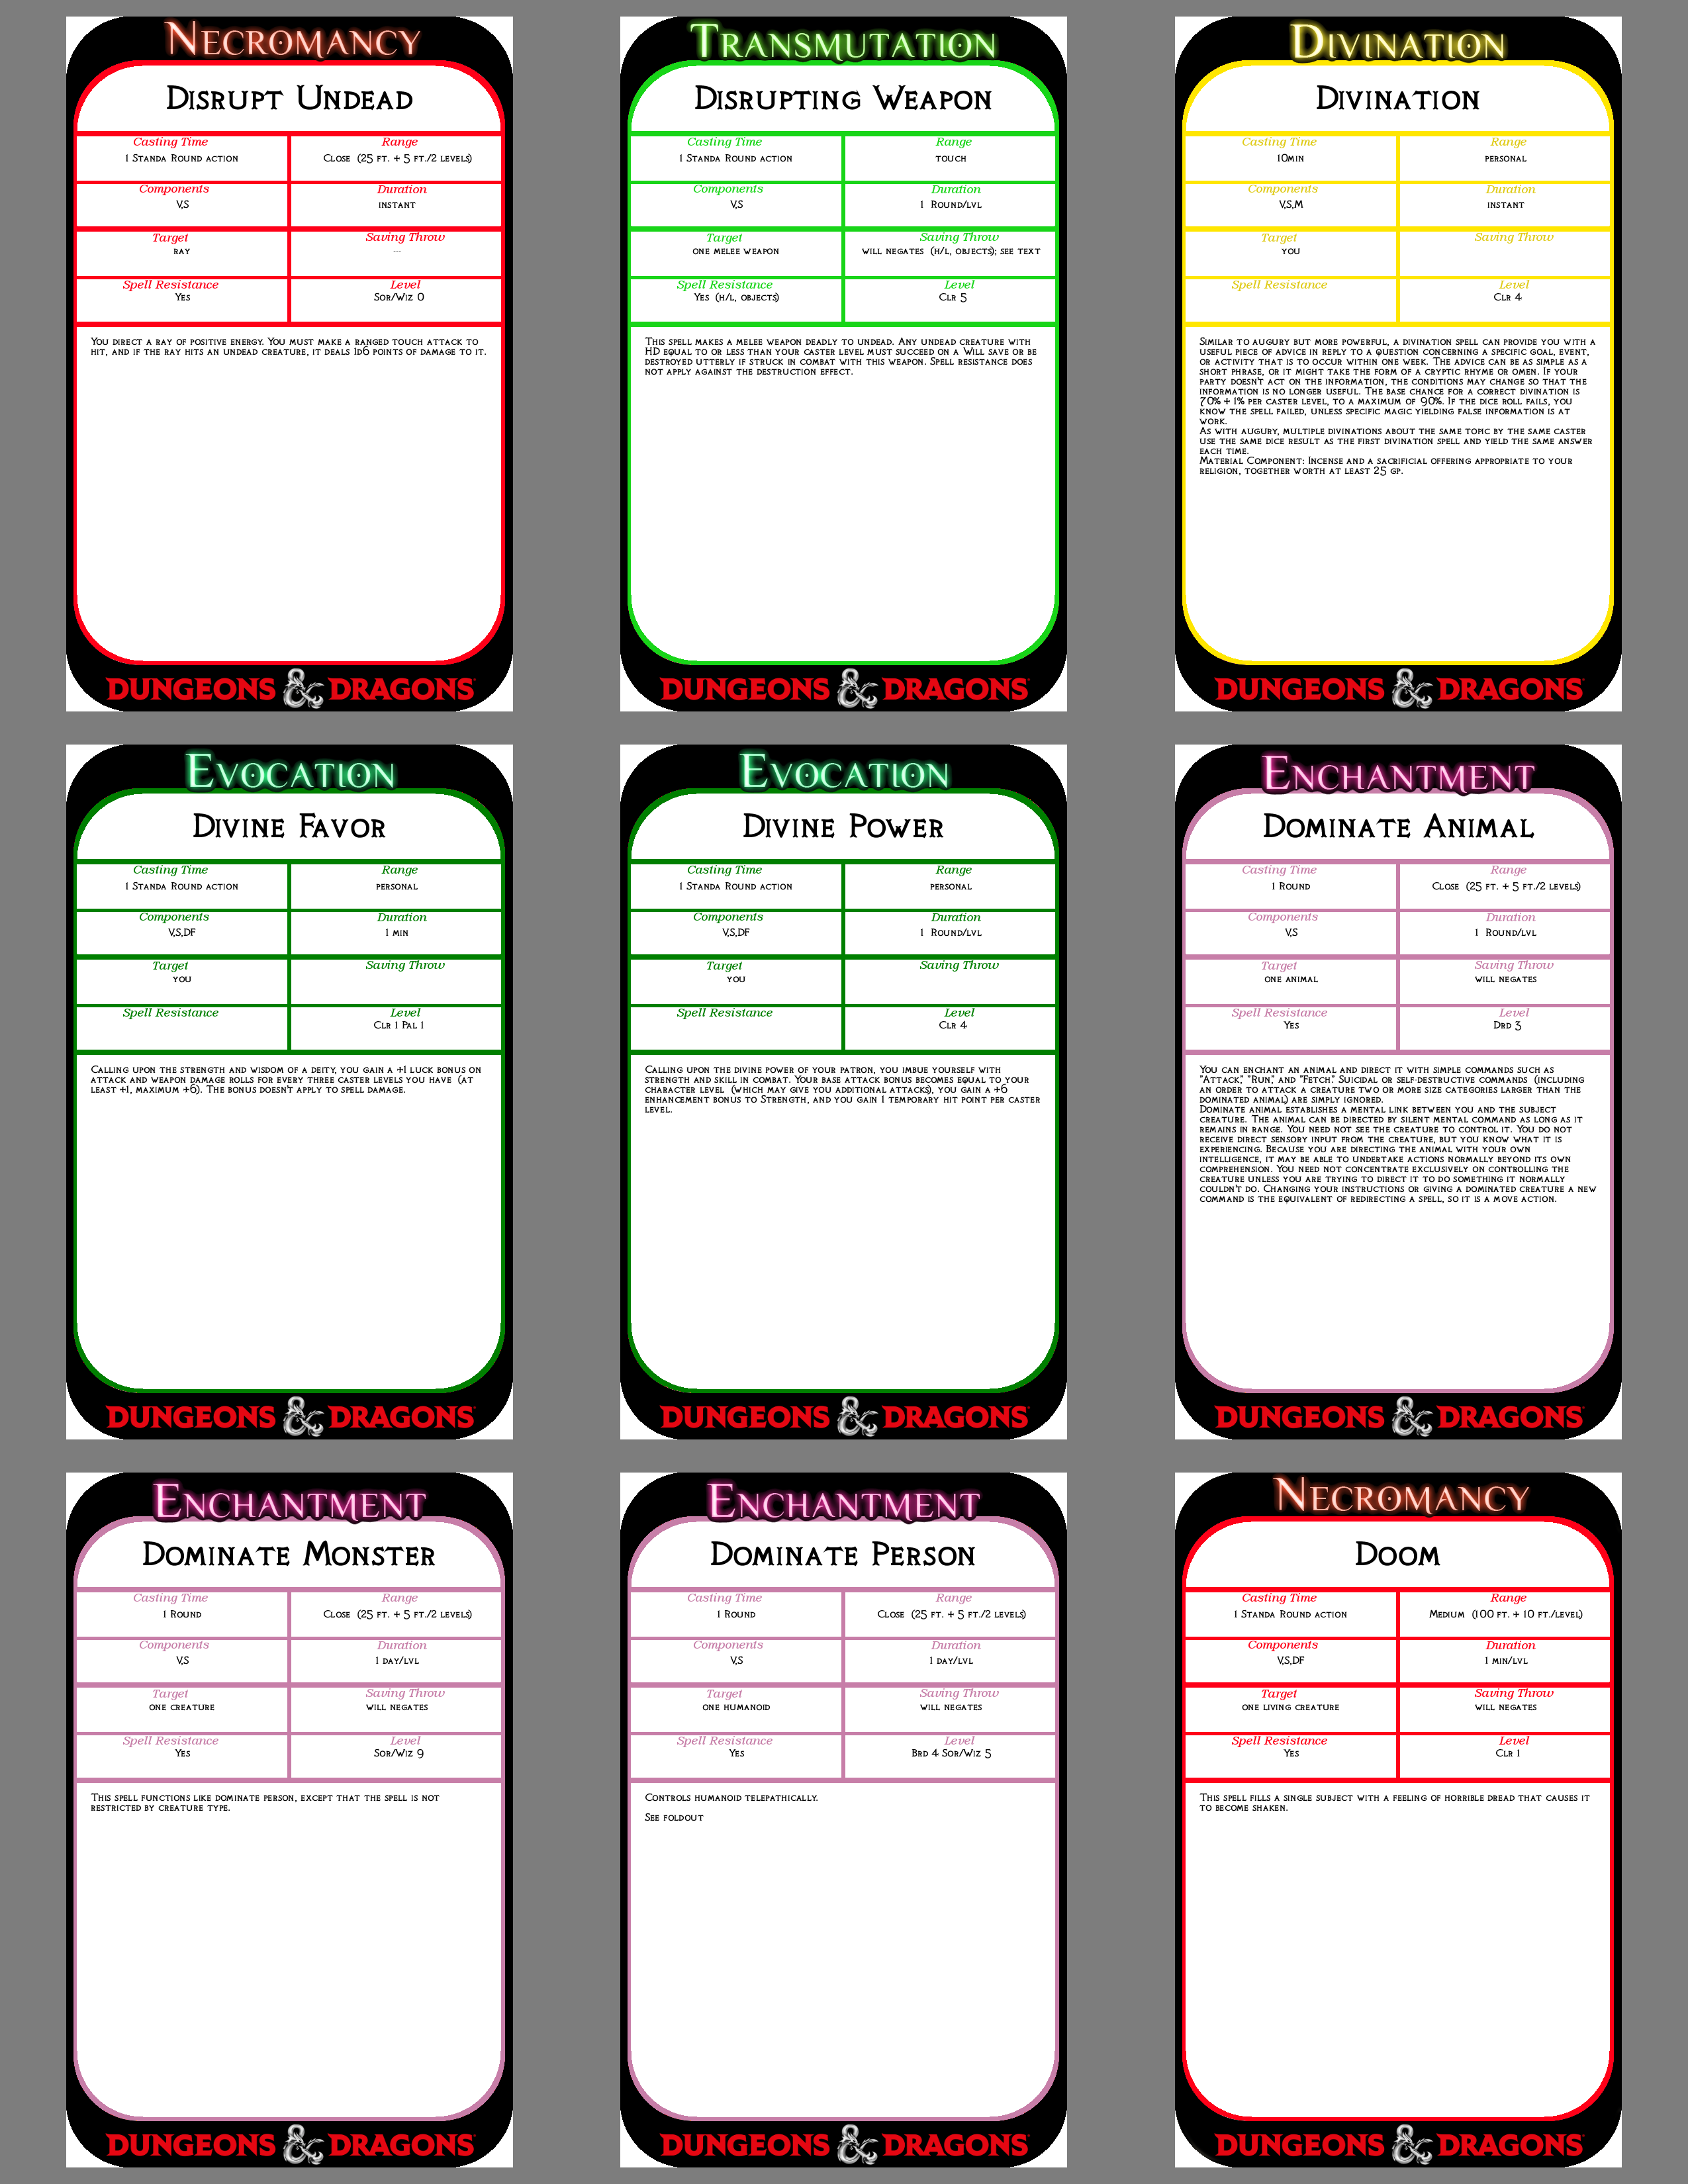 Necromancy
Disrupt Undead
Casting Time
Range
1 Standa Round action
Close (25 ft. + 5 ft./2 levels)
Components
Duration
V,S
instant
Target
Saving Throw
ray
---
Spell Resistance
Level
Yes
Sor/Wiz 0
You direct a ray of positive energy. You must make a ranged touch attack to
hit, and if the ray hits an undead creature, it deals 1d6 points of damage to it.
DUNGEONS & DRAGONS
Transmutation
Disrupting Weapon
Casting Time
Range
1 Standa Round action
touch
Components
Duration
V,S
1 Round/lvl
Target
Saving Throw
one melee weapon
will negates (h/l, objects); see text
Spell Resistance
Level
Yes (h/l, objects)
Clr 5
This spell makes a melee weapon deadly to undead. Any undead creature with
HD equal to or less than your caster level must succeed on a Will save or be
destroyed utterly if struck in combat with this weapon. Spell resistance does
not apply against the destruction effect.
DUNGEONS & DRAGONS
Divination
Divination
Casting Time
Range
10min
personal
Components
Duration
V,S,M
instant
Target
Saving Throw
you
Spell Resistance
Level
Clr 4
Similar to augury but more powerful, a divination spell can provide you with a
useful piece of advice in reply to a question concerning a specific goal, event,
or activity that is to occur within one week. The advice can be as simple as a
short phrase, or it might take the form of a cryptic rhyme or omen. If your
party doesn't act on the information, the conditions may change so that the
information is no longer useful. The base chance for a correct divination is
70% + 1% per caster level, to a maximum of 90%. If the dice roll fails, you
know the spell failed, unless specific magic yielding false information is at
work.
As with augury, multiple divinations about the same topic by the same caster
use the same dice result as the first divination spell and yield the same answer
each time.
Material Component: Incense and a sacrificial offering appropriate to your
religion, together worth at least 25 gp.
DUNGEONS & DRAGONS
Evocation
Divine Favor
Casting Time
Range
1 Standa Round action
personal
Components
Duration
V,S,DF
1 min
Target
Saving Throw
you
Spell Resistance
Level
Clr 1 Pal 1
Calling upon the strength and wisdom of a deity, you gain a +1 luck bonus on
attack and weapon damage rolls for every three caster levels you have (at
least +1, maximum +6). The bonus doesn't apply to spell damage.
DUNGEONS & DRAGONS
Evocation
Divine Power
Casting Time
Range
1 Standa Round action
personal
Components
Duration
V,S,DF
1 Round/lvl
Target
Saving Throw
you
Spell Resistance
Level
Clr 4
Calling upon the divine power of your patron, you imbue yourself with
strength and skill in combat. Your base attack bonus becomes equal to your
character level (which may give you additional attacks), you gain a +6
enhancement bonus to Strength, and you gain 1 temporary hit point per caster
level.
DUNGEONS & DRAGONS
Enchantment
Dominate Animal
Casting Time
Range
1 Round
Close (25 ft. + 5 ft./2 levels)
Components
Duration
V,S
1 Round/lvl
Target
Saving Throw
one animal
will negates
Spell Resistance
Level
Yes
Drd 3
You can enchant an animal and direct it with simple commands such as
"Attack," "Run," and "Fetch." Suicidal or self-destructive commands (including
an order to attack a creature two or more size categories larger than the
dominated animal) are simply ignored.
Dominate animal establishes a mental link between you and the subject
creature. The animal can be directed by silent mental command as long as it
remains in range. You need not see the creature to control it. You do not
receive direct sensory input from the creature, but you know what it is
experiencing. Because you are directing the animal with your own
intelligence, it may be able to undertake actions normally beyond its own
comprehension. You need not concentrate exclusively on controlling the
creature unless you are trying to direct it to do something it normally
couldn't do. Changing your instructions or giving a dominated creature a new
command is the equivalent of redirecting a spell, so it is a move action.
DUNGEONS & DRAGONS
Enchantment
Dominate Monster
Casting Time
Range
1 Round
Close (25 ft. + 5 ft./2 levels)
Components
Duration
V,S
1 day/lvl
Target
Saving Throw
one creature
will negates
Spell Resistance
Level
Yes
Sor/Wiz 9
This spell functions like dominate person, except that the spell is not
restricted by creature type.
DUNGEONS & DRAGONS
Enchantment
Dominate Person
Casting Time
Range
1 Round
Close (25 ft. + 5 ft./2 levels)
Components
Duration
V,S
1 day/lvl
Target
Saving Throw
one humanoid
will negates
Spell Resistance
Level
Yes
Brd 4 Sor/Wiz 5
Controls humanoid telepathically.
See foldout
DUNGEONS & DRAGONS
Necromancy
Doom
Casting Time
Range
1 Standa Round action
Medium (100 ft. + 10 ft./level)
Components
Duration
V,S,DF
1 min/lvl
Target
Saving Throw
one living creature
will negates
Spell Resistance
Level
Yes
Clr 1
This spell fills a single subject with a feeling of horrible dread that causes it
to become shaken.
DUNGEONS & DRAGONS